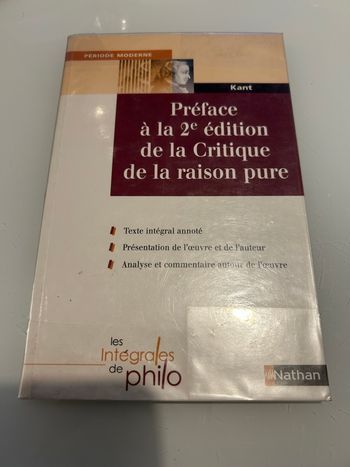 PÉRIODE MODERNE
Kant
Préface
à la 2e édition
de la Critique
de la raison pure
Texte intégral annoté
Présentation de l'œuvre et de l'auteur
Analyse et commentaire autour de l'œuvre
les
Intégrales
de
philo
Nathan